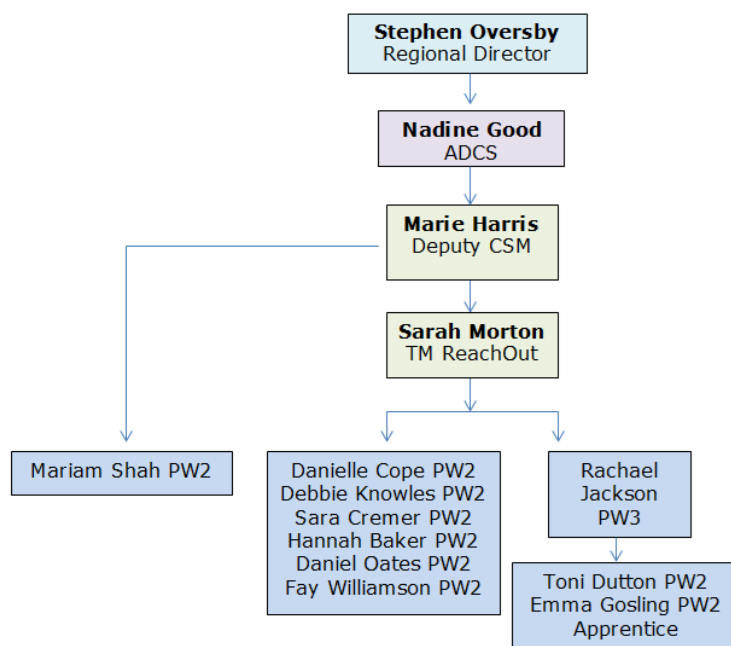 Stephen Oversby
Regional Director
Nadine Good
ADCS
Marie Harris
Deputy CSM
Sarah Morton
TM ReachOut
Mariam Shah PW2
Danielle Cope PW2
Debbie Knowles PW2
Sara Cremer PW2
Hannah Baker PW2
Daniel Oates PW2
Fay Williamson PW2
Rachael
Jackson
PW3
Toni Dutton PW2
Emma Gosling PW2
Apprentice